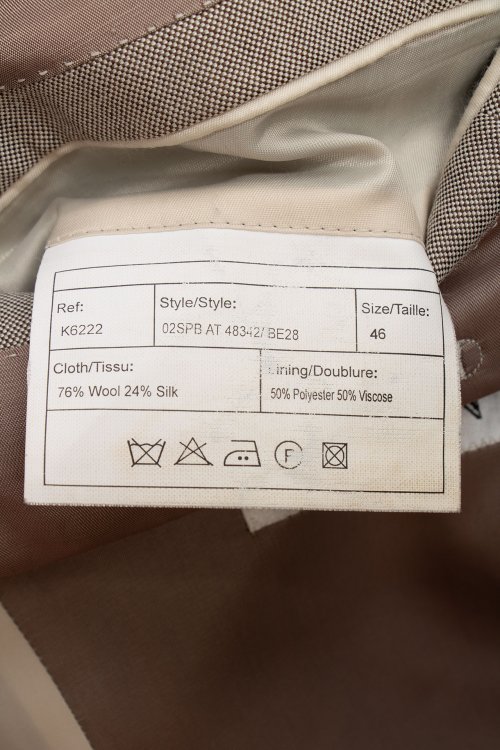 Ref:
K6222
Style/Style:
02SPB AT 48342/ BE28
Size/Taille:
46
Cloth/Tissu:
76% Wool 24% Silk
Lining/Doublure:
50% Polyester 50% Viscose
F